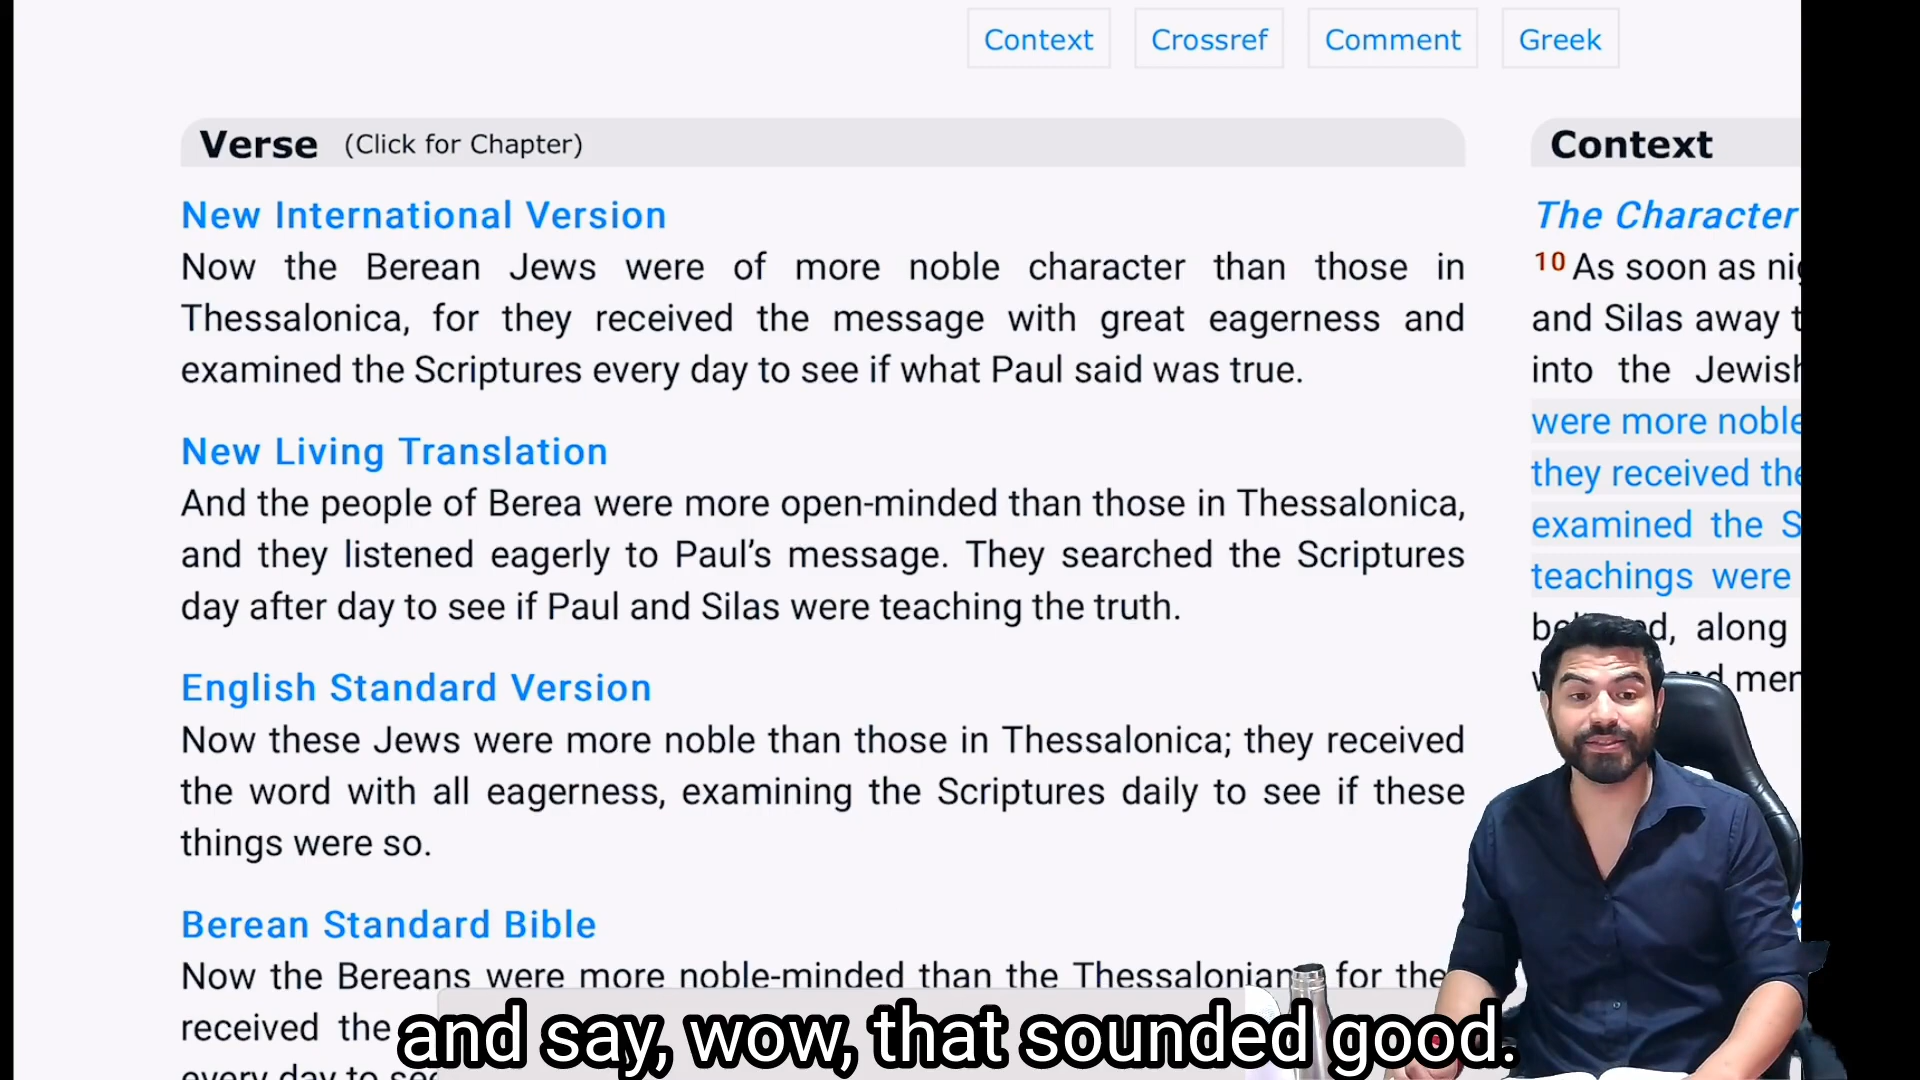 Context Crossref Comment Greek
Verse (Click for Chapter)
New International Version
Now the Berean Jews were of more noble character than those in
Thessalonica, for they received the message with great eagerness and
examined the Scriptures every day to see if what Paul said was true.
New Living Translation
And the people of Berea were more open-minded than those in Thessalonica,
and they listened eagerly to Paul’s message. They searched the Scriptures
day after day to see if Paul and Silas were teaching the truth.
English Standard Version
Now these Jews were more noble than those in Thessalonica; they received
the word with all eagerness, examining the Scriptures daily to see if these
things were so.
Berean Standard Bible
Now the Bereans were more noble-minded than the for
received the
every day to
Context
The Character
10 As soon as
and Silas away
into the
were more noble
they received the
examined the
teachings were
along
and say, wow, that sounded good.